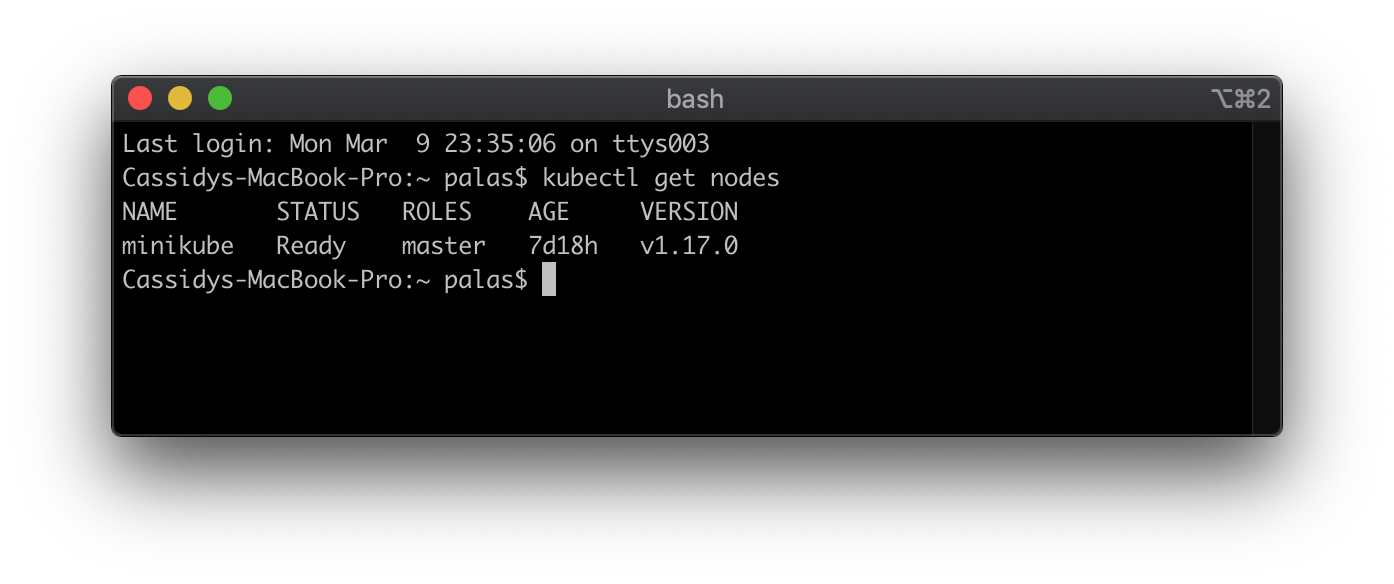 bash ⌥⌘2
Last login: Mon Mar  9 23:35:06 on ttys003
Cassidys-MacBook-Pro:~ palas$ kubectl get nodes
NAME       STATUS   ROLES    AGE     VERSION
minikube   Ready    master   7d18h   v1.17.0
Cassidys-MacBook-Pro:~ palas$